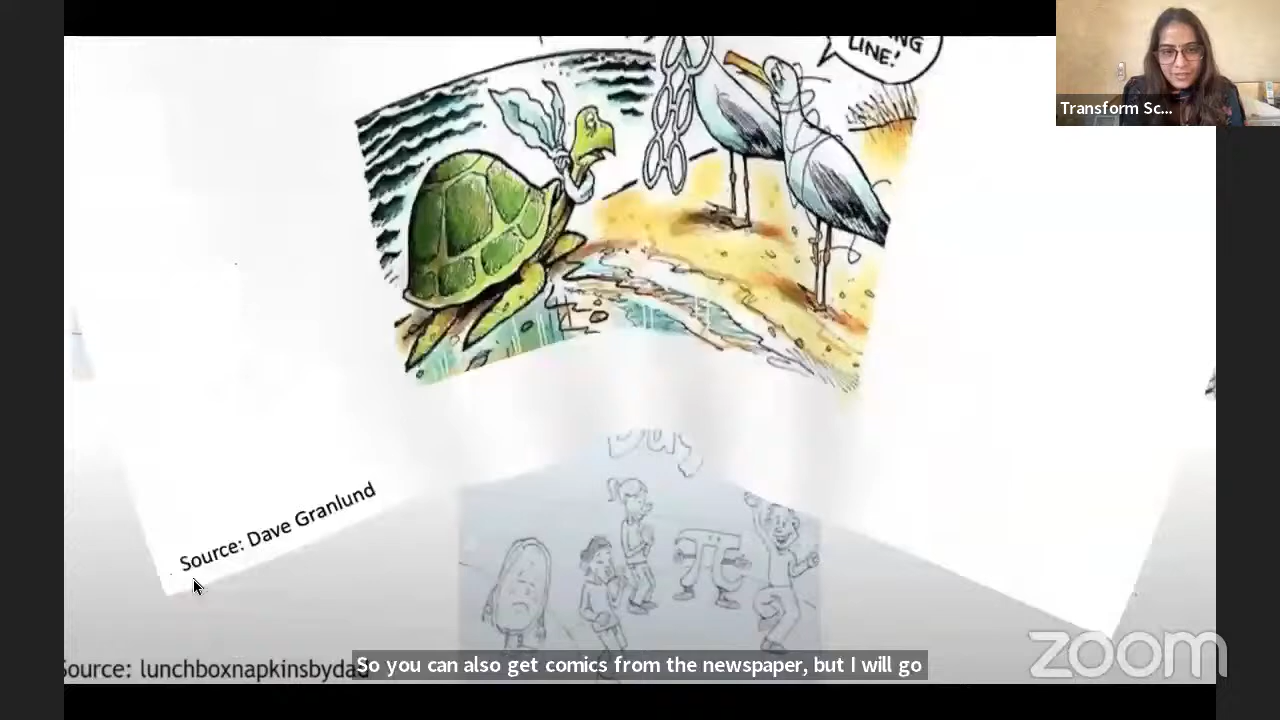 LINE!
Transform Sc...
Source: Dave Granlund
Source: lunchboxnapkinsbydad
So you can also get comics from the newspaper, but I will go
zoom